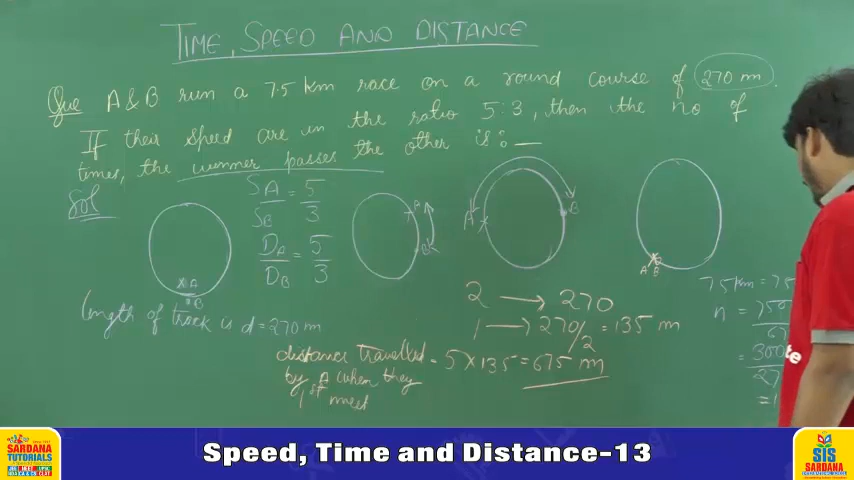 TIME, SPEED AND DISTANCE
Que A & B run a 7.5 km race on a round course of 270 m.
If their speed are in the ratio 5:3, then the no of
times, the winner passes the other is:
Sol
SA/SB = 5/3
DA/DB = 5/3
A
B
B
A
B
A
B
length of track is d = 270 m
2 → 270
1 → 270/2 = 135 m
distance travelled
by A when they
1st meet
= 5 × 135 = 675 m
7.5 km = 75
n =
= 300
27
=
Speed, Time and Distance-13
SARDANA
TUTORIALS
SIS
SARDANA